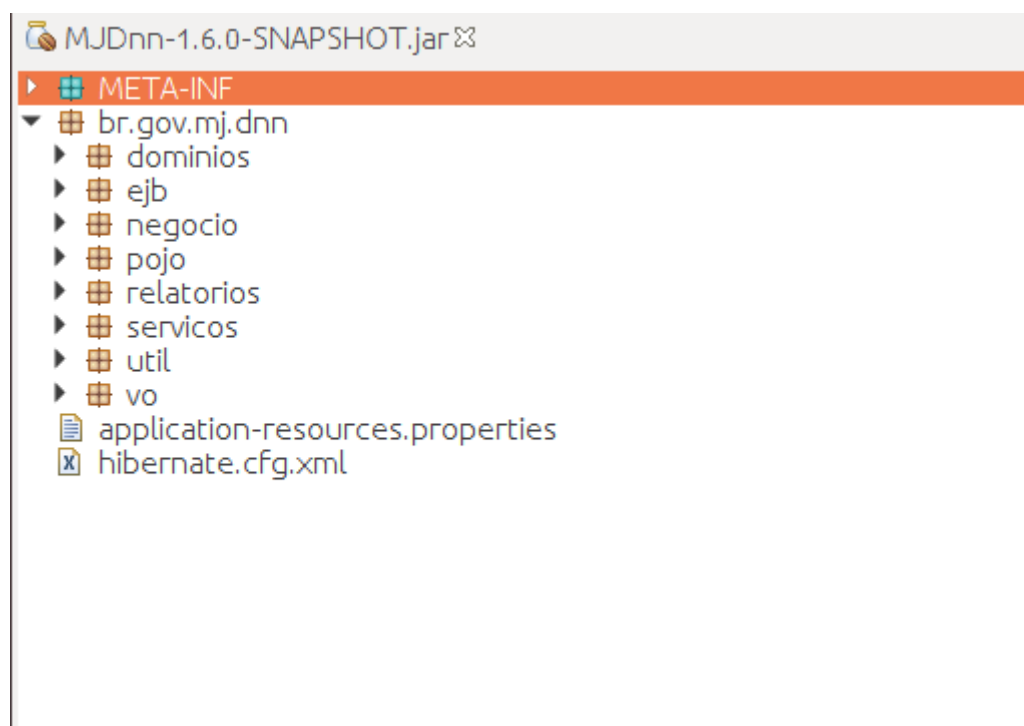 MJDnn-1.6.0-SNAPSHOT.jar
META-INF
br.gov.mj.dnn
dominios
ejb
negocio
pojo
relatorios
servicos
util
vo
application-resources.properties
hibernate.cfg.xml